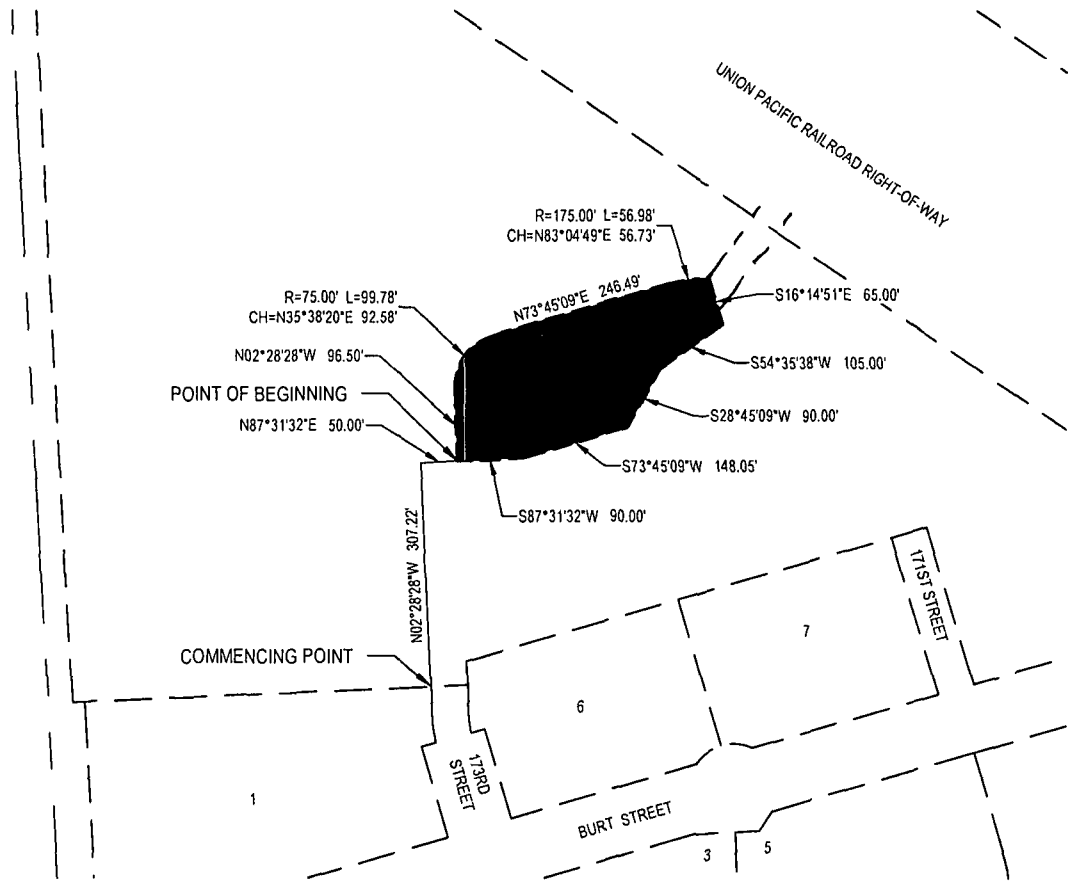 UNION PACIFIC RAILROAD RIGHT-OF-WAY
R=175.00' L=56.98'
CH=N83°04'49"E 56.73'
N73°45'09"E 246.49'
S16°14'51"E 65.00'
R=75.00' L=99.78'
CH=N35°38'20"E 92.58'
N02°28'28"W 96.50'
S54°35'38"W 105.00'
POINT OF BEGINNING
S28°45'09"W 90.00'
N87°31'32"E 50.00'
S73°45'09"W 148.05'
S87°31'32"W 90.00'
N02°28'28"W 307.22'
171ST STREET
7
COMMENCING POINT
6
173RD
STREET
1
BURT STREET
3
5